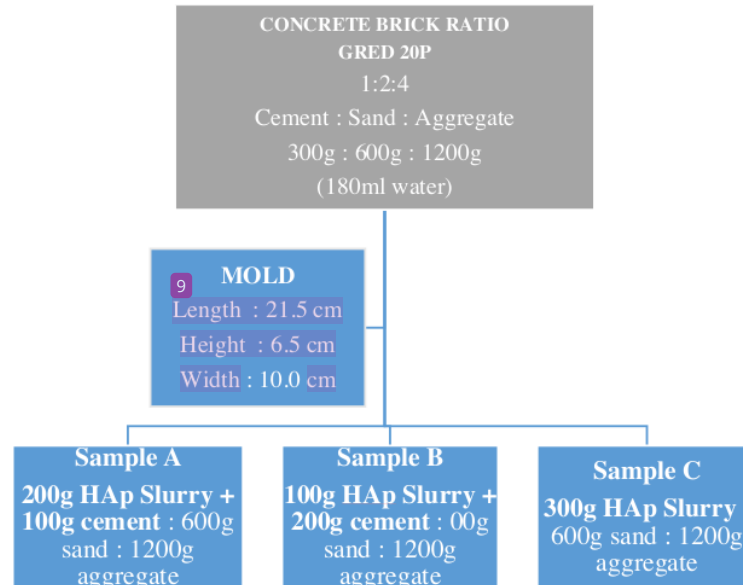 CONCRETE BRICK RATIO
GRED 20P
1:2:4
Cement : Sand : Aggregate
300g : 600g : 1200g
(180ml water)
9
MOLD
Length : 21.5 cm
Height : 6.5 cm
Width : 10.0 cm
Sample A
200g HAp Slurry +
100g cement : 600g
sand : 1200g
aggregate
Sample B
100g HAp Slurry +
200g cement : 00g
sand : 1200g
aggregate
Sample C
300g HAp Slurry
600g sand : 1200g
aggregate